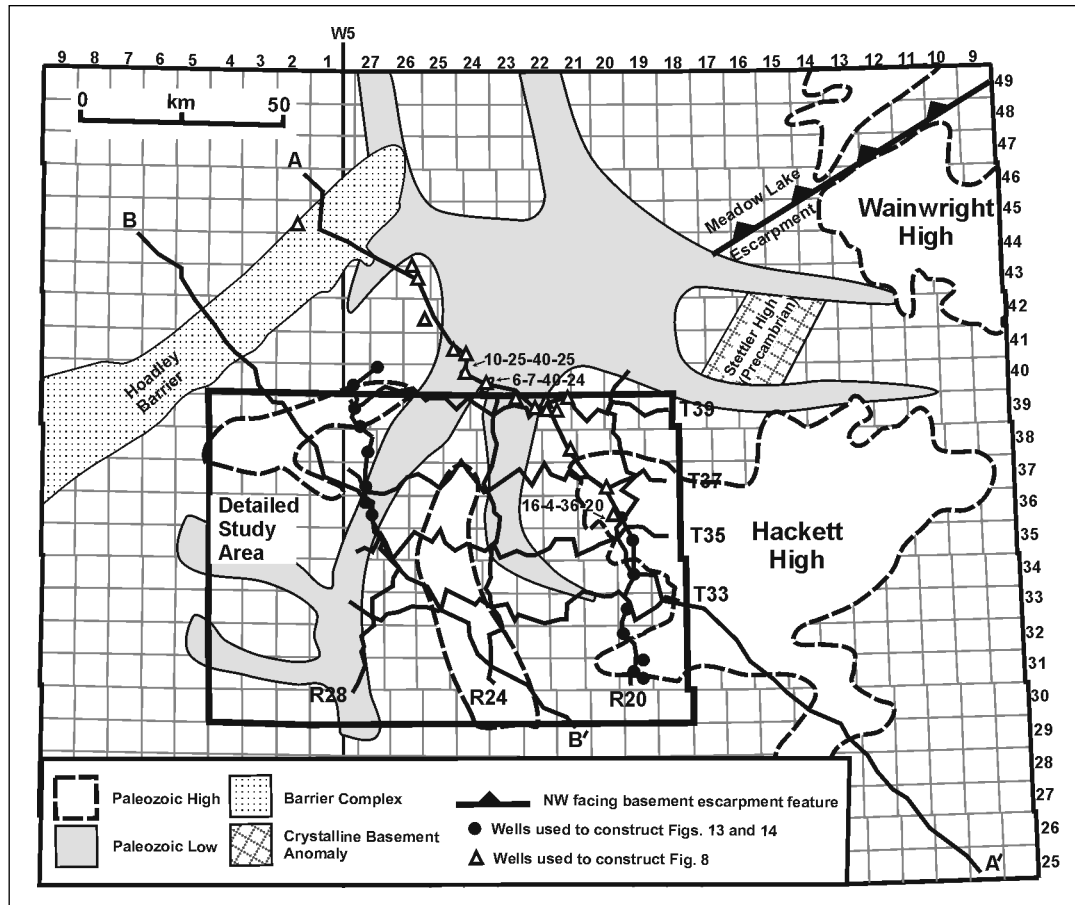 W5
9 8 7 6 5 4 3 2 1 27 26 25 24 23 22 21 20 19 18 17 16 15 14 13 12 11 10 9
0 km 50
49
48
47
46
45
44
43
42
41
40
39
38
37
36
35
34
33
32
31
30
29
28
27
26
25
A
B
Meadow Lake
Escarpment
Wainwright
High
Stettler High
(Precambrian)
Hoadley
Barrier
10-25-40-25
6-7-40-24
T39
T37
16-4-36-20
T35
T33
Detailed
Study
Area
Hackett
High
R28
R24
R20
B'
A'
Paleozoic High
Barrier Complex
NW facing basement escarpment feature
Paleozoic Low
Crystalline Basement
Anomaly
Wells used to construct Figs. 13 and 14
Wells used to construct Fig. 8